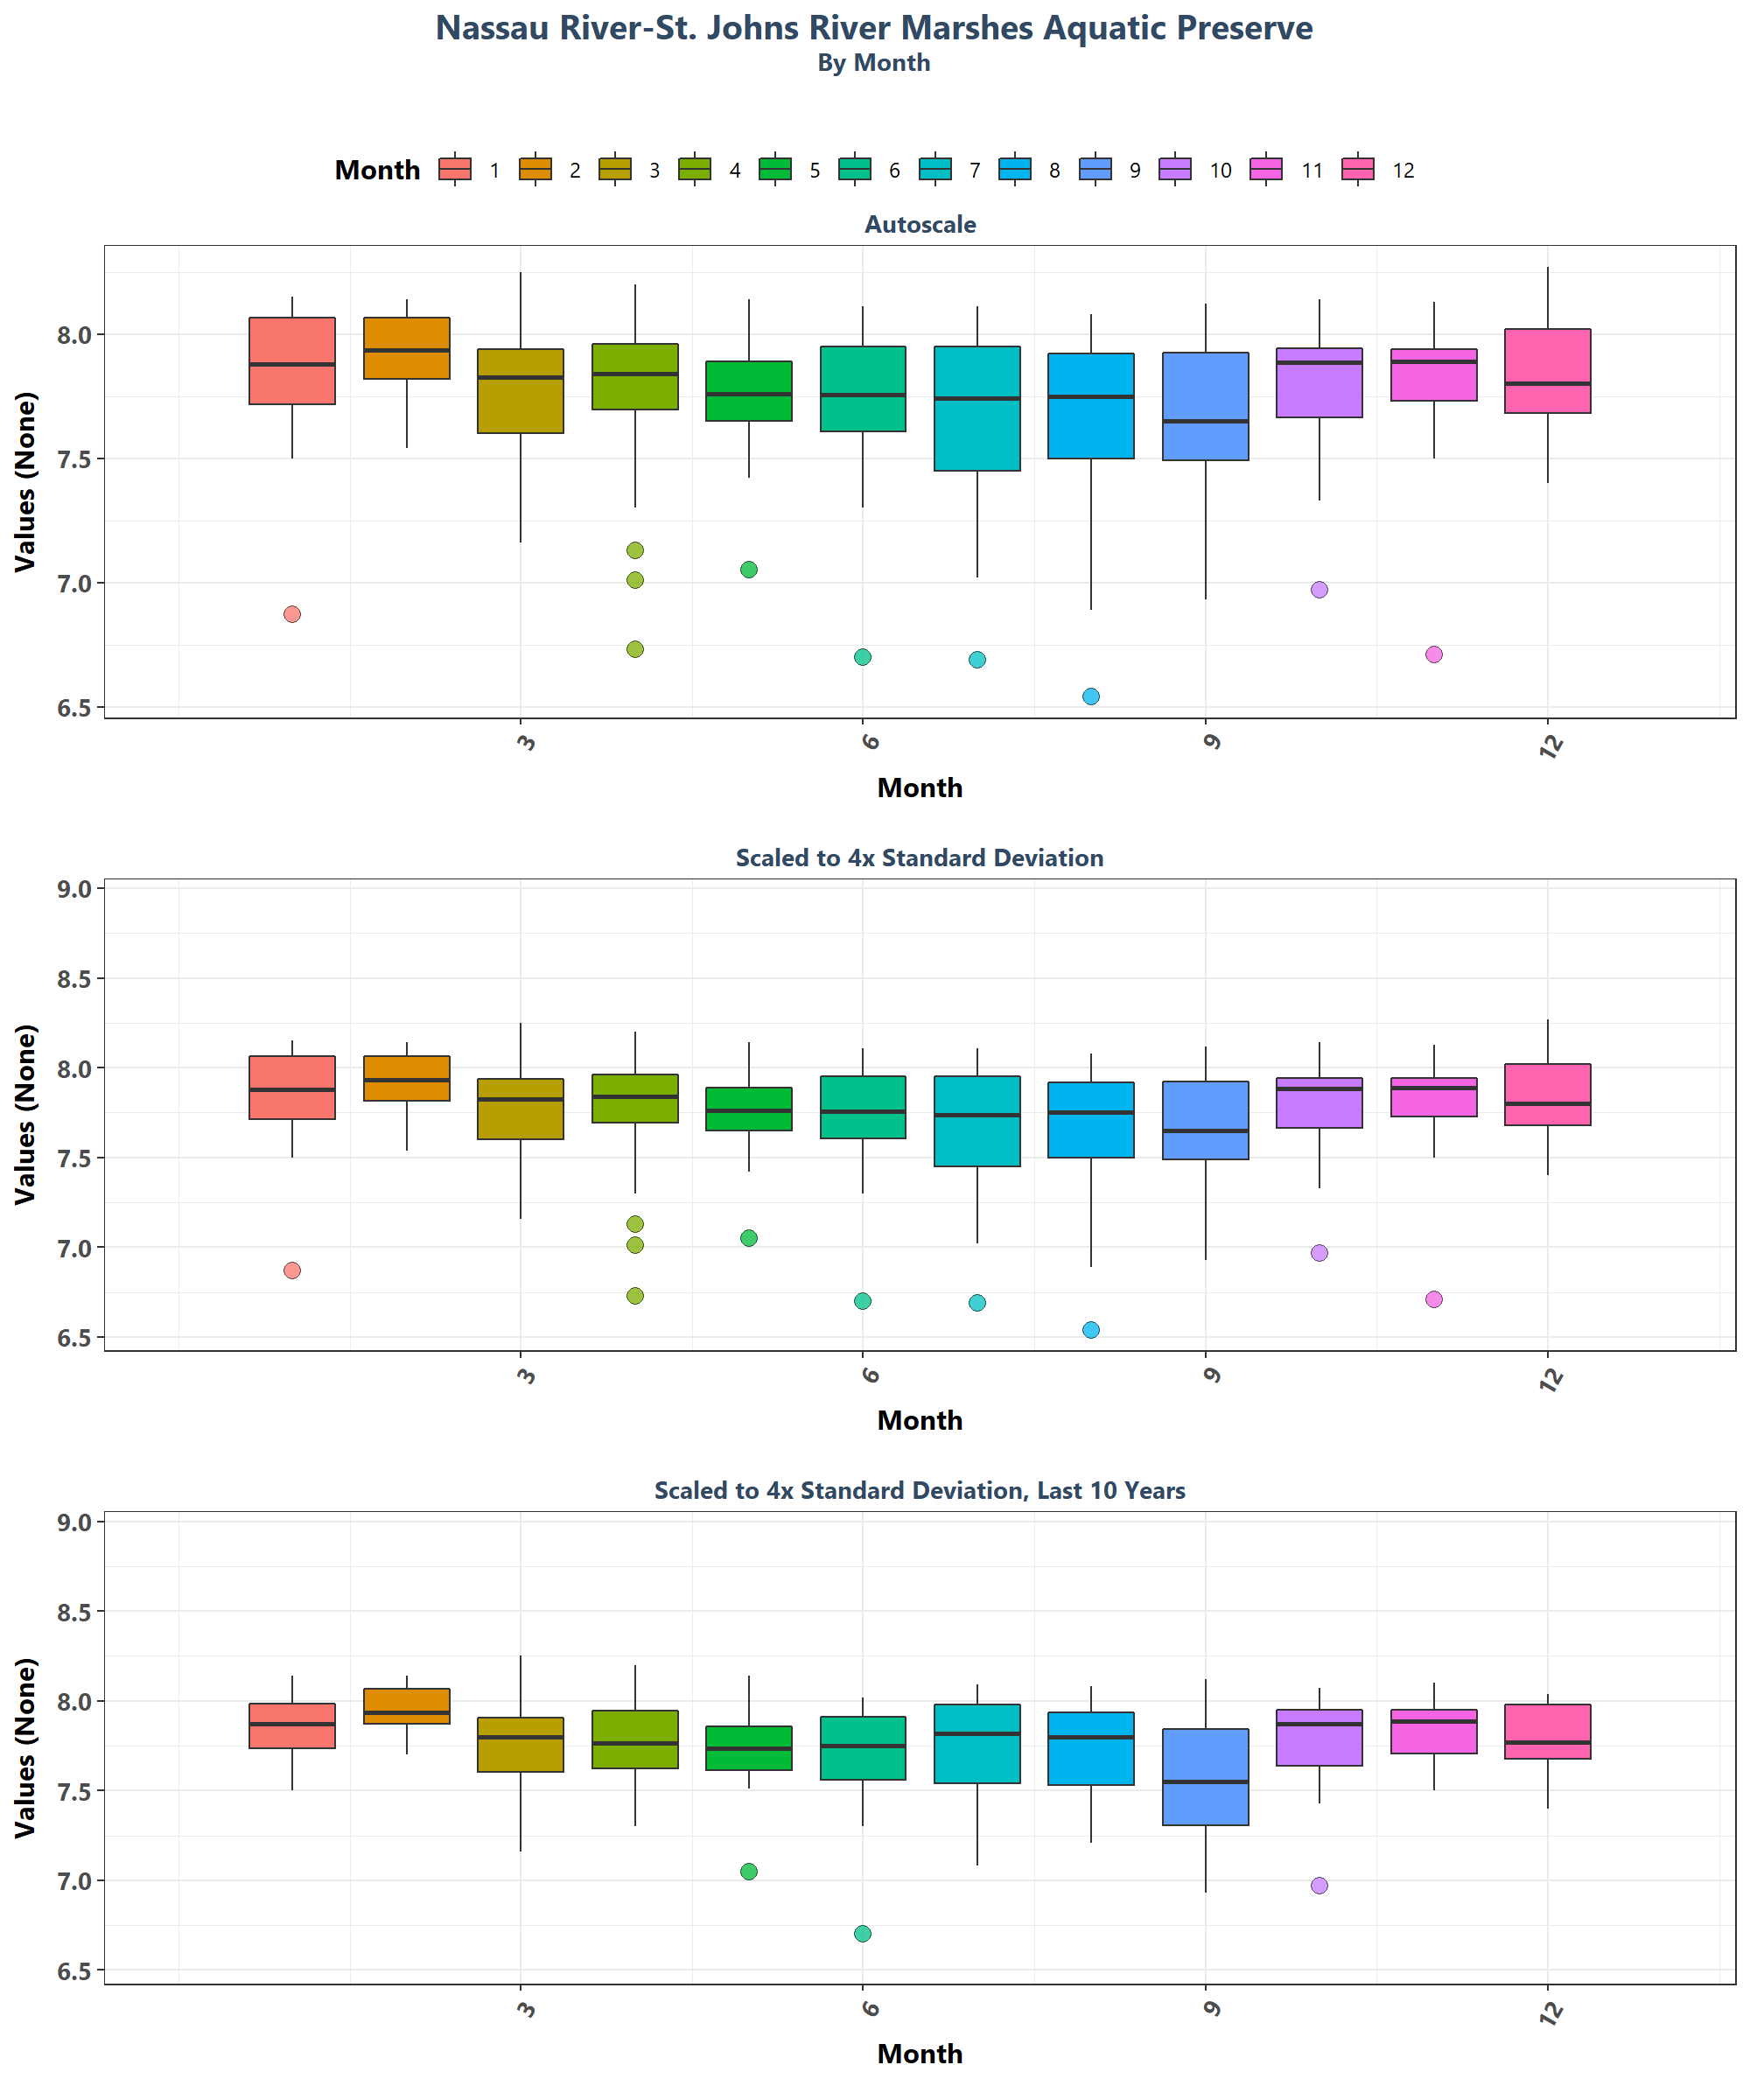 Nassau River-St. Johns River Marshes Aquatic Preserve
By Month
Month 1 2 3 4 5 6 7 8 9 10 11 12
Autoscale
Values (None)
8.0
7.5
7.0
6.5
3 6 9 12
Month
Scaled to 4x Standard Deviation
Values (None)
9.0
8.5
8.0
7.5
7.0
6.5
3 6 9 12
Month
Scaled to 4x Standard Deviation, Last 10 Years
Values (None)
9.0
8.5
8.0
7.5
7.0
6.5
3 6 9 12
Month